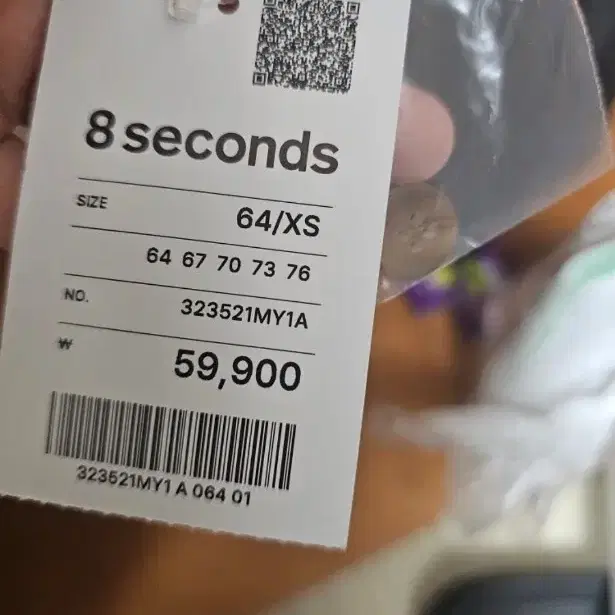 8 seconds
SIZE 64/XS
64 67 70 73 76
NO. 323521MY1A
₩ 59,900
323521MY1 A 064 01